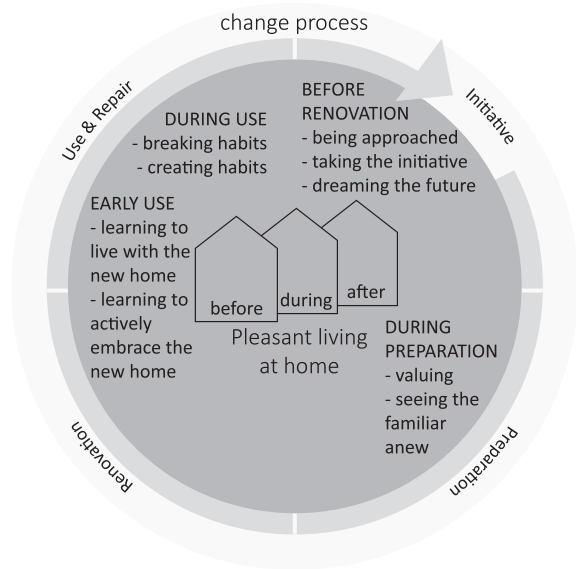 change process
Use & Repair
Initiative
BEFORE
RENOVATION
- being approached
- taking the initiative
- dreaming the future
DURING USE
- breaking habits
- creating habits
EARLY USE
- learning to
live with the
new home
- learning to
actively
embrace the
new home
before
during
after
Pleasant living
at home
DURING
PREPARATION
- valuing
- seeing the
familiar
anew
Renovation
Preparation